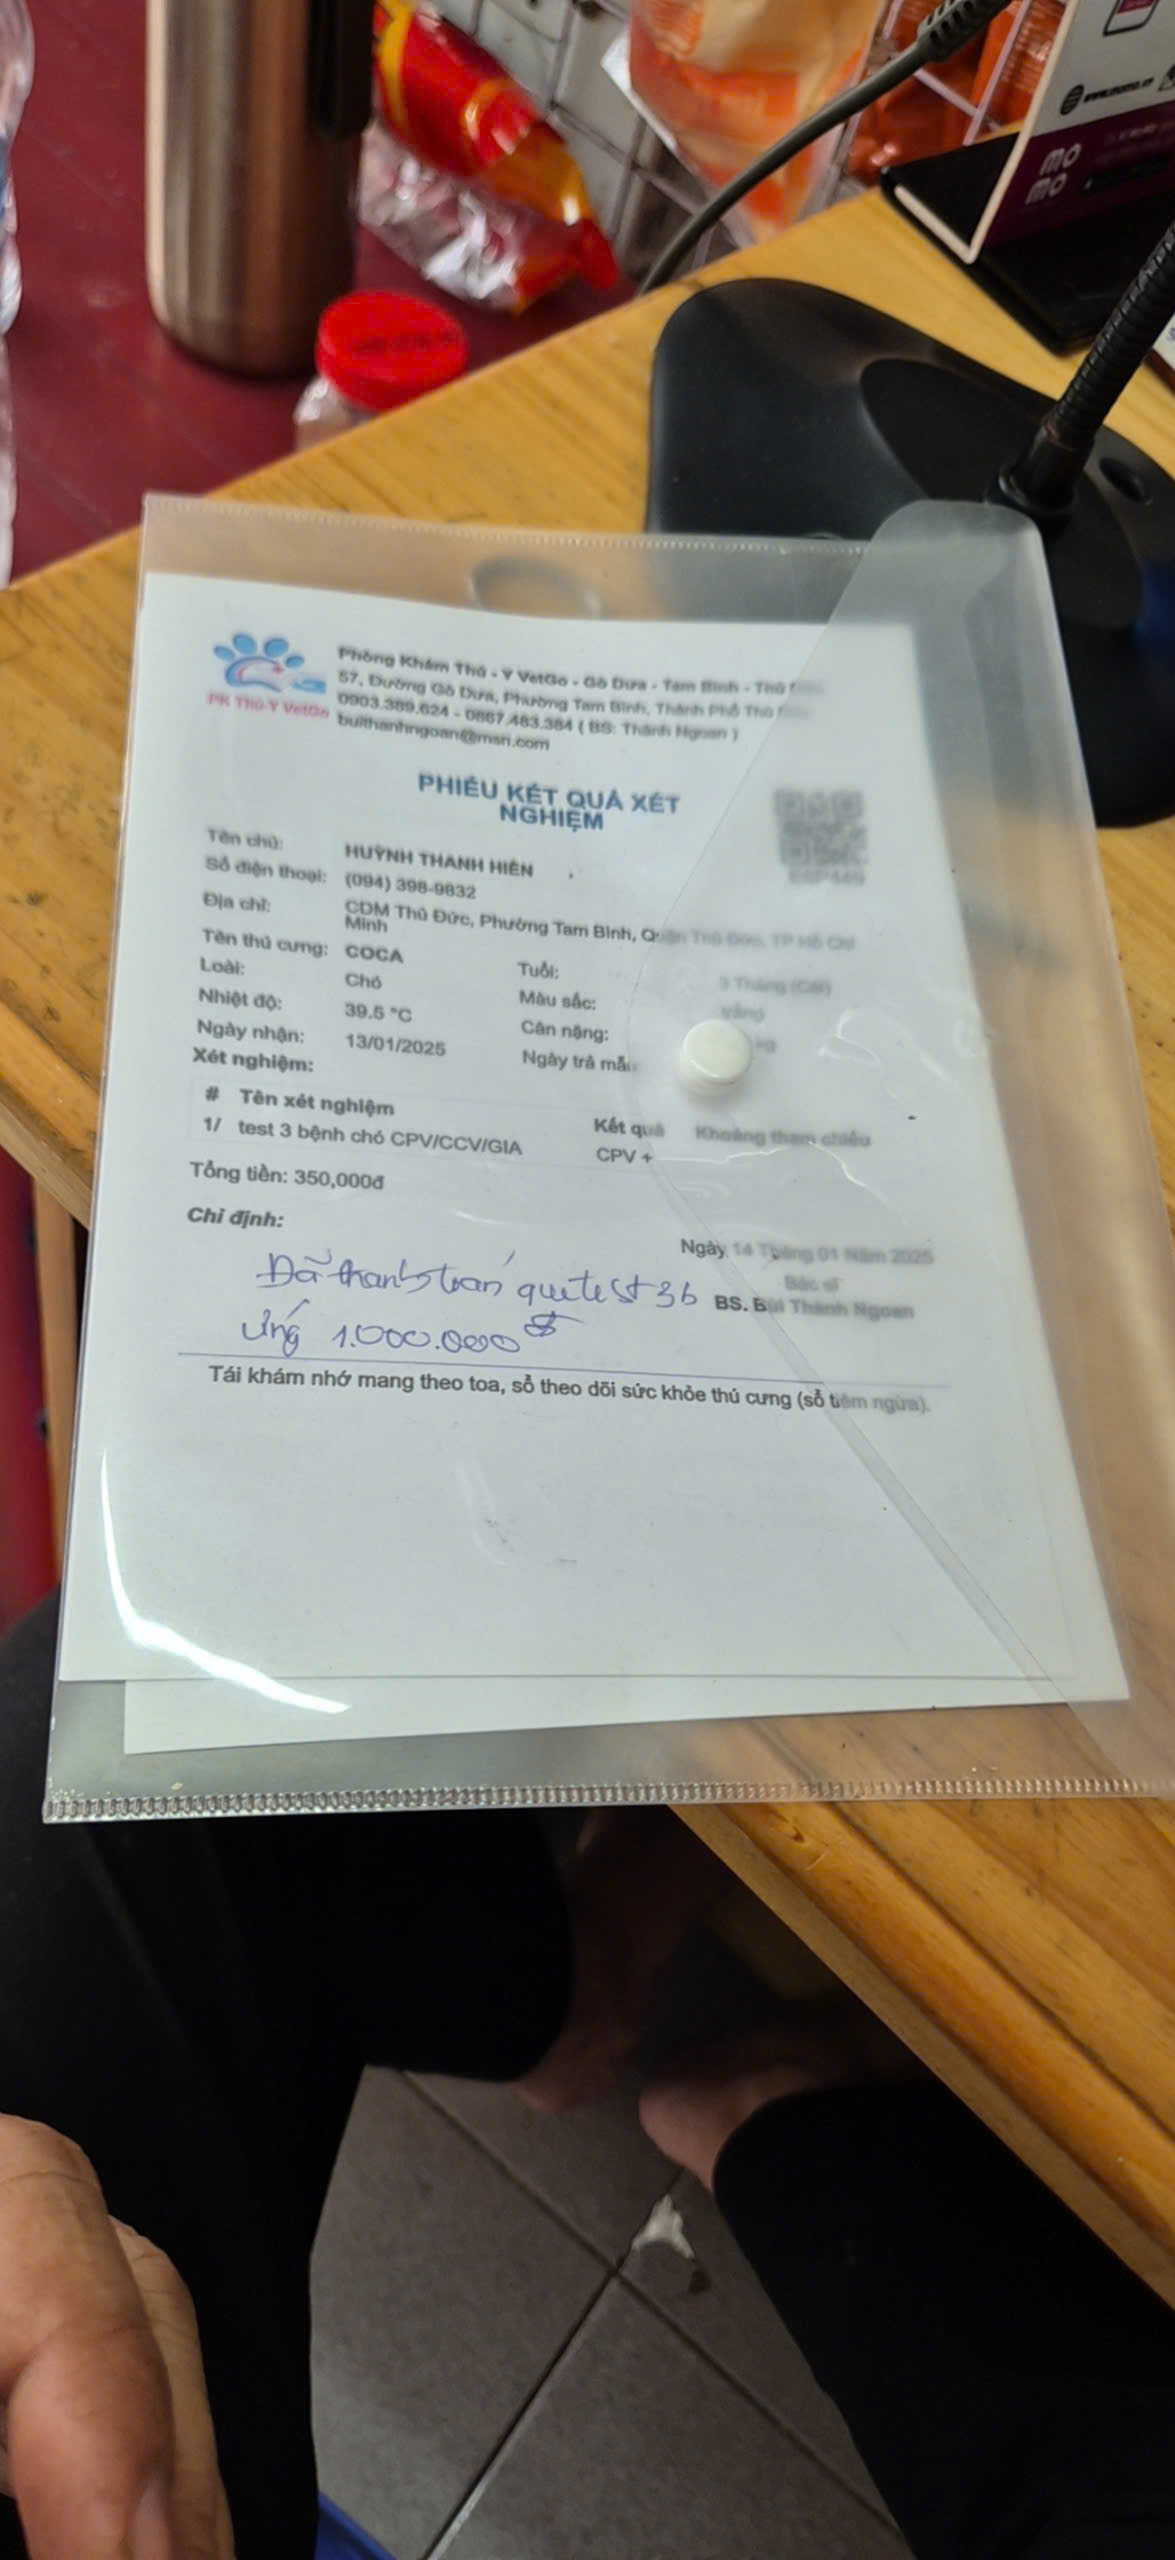 www.momo.vn
mo
mo
Phòng Khám Thú - Y VetGo - Gò Dưa - Tam Bình - Thủ
57, Đường Gò Dưa, Phường Tam Bình, Thành Phố Thủ
0903.389.624 - 0867.483.384 ( BS: Thành Ngoan )
buithanhngoan@msn.com
PK Thú-Y VetGo
PHIẾU KẾT QUẢ XÉT
NGHIỆM
Tên chủ: HUỲNH THANH HIỀN
Số điện thoại: (094) 398-9832
Địa chỉ: CDM Thủ Đức, Phường Tam Bình, Quận Thủ Đức, TP Hồ Chí
Minh
Tên thú cưng: COCA Tuổi: 3 Tháng (Cái)
Loài: Chó Màu sắc: trắng
Nhiệt độ: 39.5 °C Cân nặng:
Ngày nhận: 13/01/2025 Ngày trả mẫu:
Xét nghiệm:
# Tên xét nghiệm Kết quả Khoảng tham chiếu
1/ test 3 bệnh chó CPV/CCV/GIA CPV +
Tổng tiền: 350,000đ
Chỉ định:
Ngày 14 Tháng 01 Năm 2025
Bác sĩ
BS. Bùi Thành Ngoan
Đã thanh toán que test 3b
Ứng 1.000.000đ
Tái khám nhớ mang theo toa, sổ theo dõi sức khỏe thú cưng (sổ tiêm ngừa).